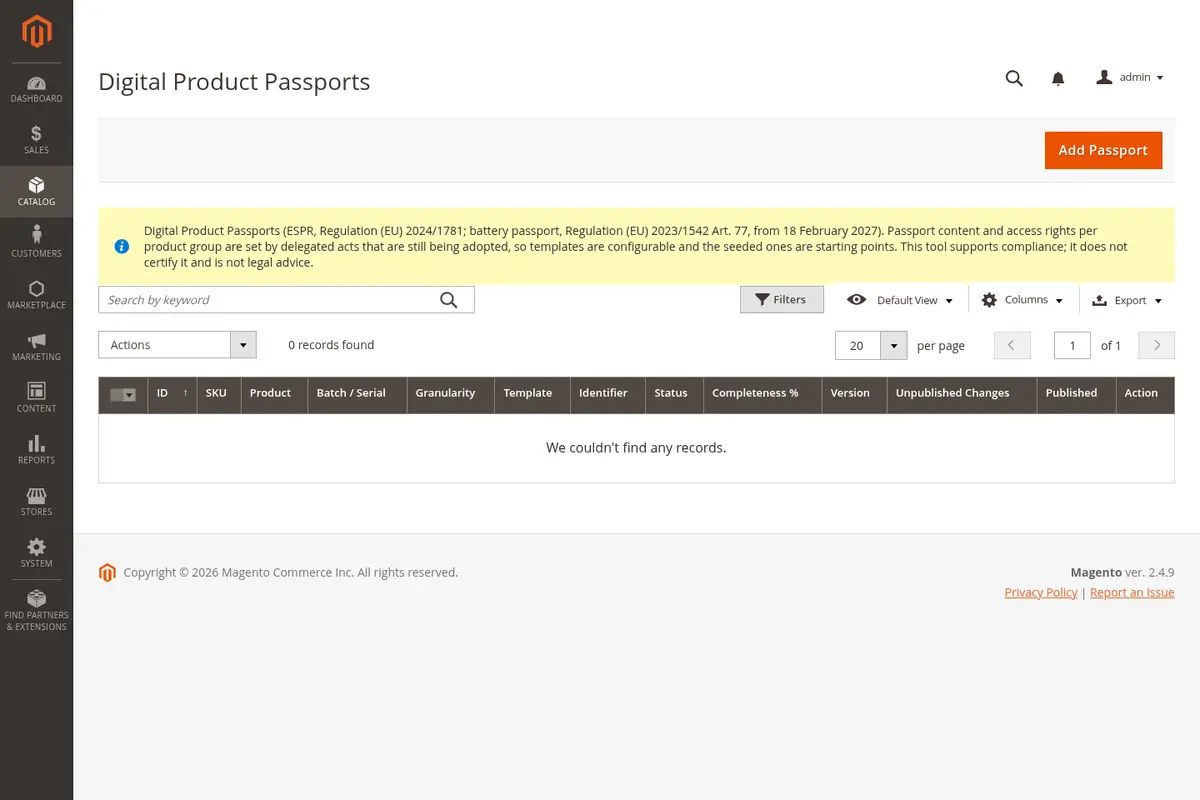 Digital Product Passports
admin
Add Passport
DASHBOARD
SALES
CATALOG
CUSTOMERS
MARKETPLACE
MARKETING
CONTENT
REPORTS
STORES
SYSTEM
FIND PARTNERS
& EXTENSIONS
Digital Product Passports (ESPR, Regulation (EU) 2024/1781; battery passport, Regulation (EU) 2023/1542 Art. 77, from 18 February 2027). Passport content and access rights per
product group are set by delegated acts that are still being adopted, so templates are configurable and the seeded ones are starting points. This tool supports compliance; it does not
certify it and is not legal advice.
Search by keyword
Filters
Default View
Columns
Export
Actions
0 records found
20
per page
1
of 1
ID ↑ SKU Product Batch / Serial Granularity Template Identifier Status Completeness % Version Unpublished Changes Published Action
We couldn't find any records.
Copyright © 2026 Magento Commerce Inc. All rights reserved.
Magento ver. 2.4.9
Privacy Policy | Report an Issue